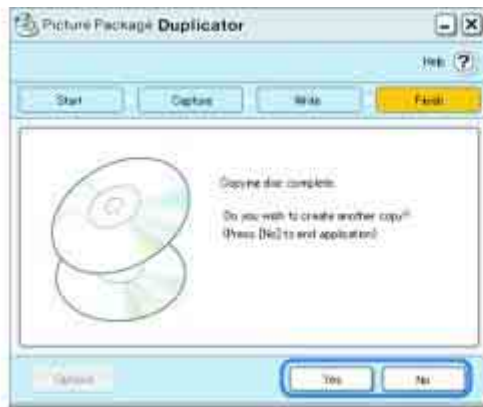 Picture Package Duplicator
Help ?
Start
Capture
Write
Finish
Copying disc complete.
Do you wish to create another copy?
(Press [No] to end application)
Options
Yes
No